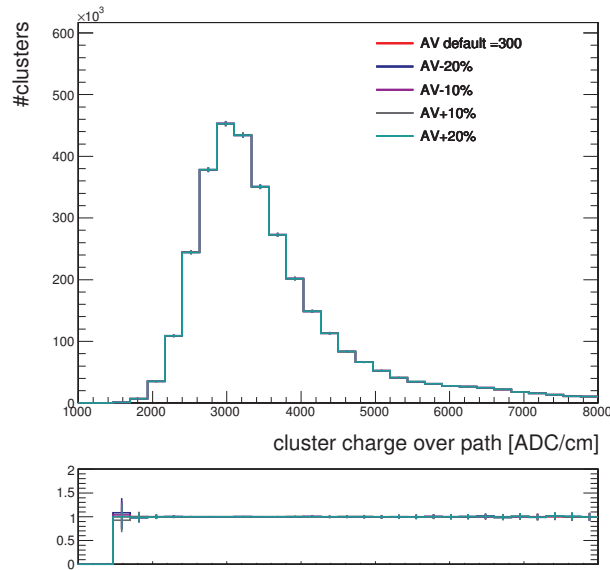 ×10³
600
500
400
300
200
100
0
#clusters
AV default =300
AV-20%
AV-10%
AV+10%
AV+20%
1000 2000 3000 4000 5000 6000 7000 8000
cluster charge over path [ADC/cm]
2
1.5
1
0.5
0